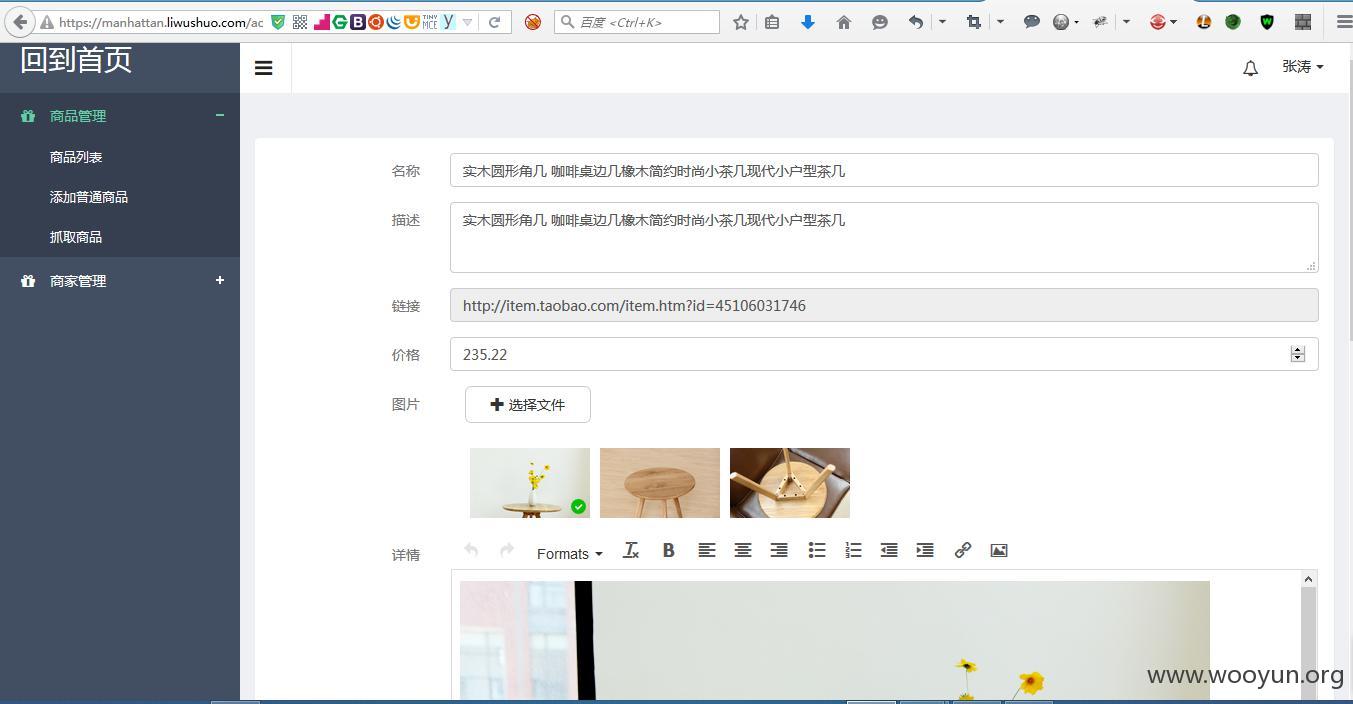 https://manhattan.liwushuo.com/ac
百度 <Ctrl+K>
回到首页
张涛
商品管理
商品列表
添加普通商品
抓取商品
商家管理
名称
实木圆形角几 咖啡桌边几橡木简约时尚小茶几现代小户型茶几
描述
实木圆形角几 咖啡桌边几橡木简约时尚小茶几现代小户型茶几
链接
http://item.taobao.com/item.htm?id=45106031746
价格
235.22
图片
选择文件
详情
Formats
www.wooyun.org